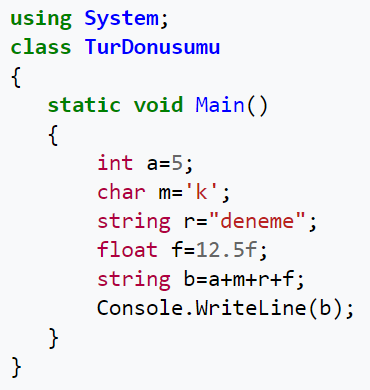 using System;
class TurDonusumu
{
   static void Main()
   {
      int a=5;
      char m='k';
      string r="deneme";
      float f=12.5f;
      string b=a+m+r+f;
      Console.WriteLine(b);
   }
}